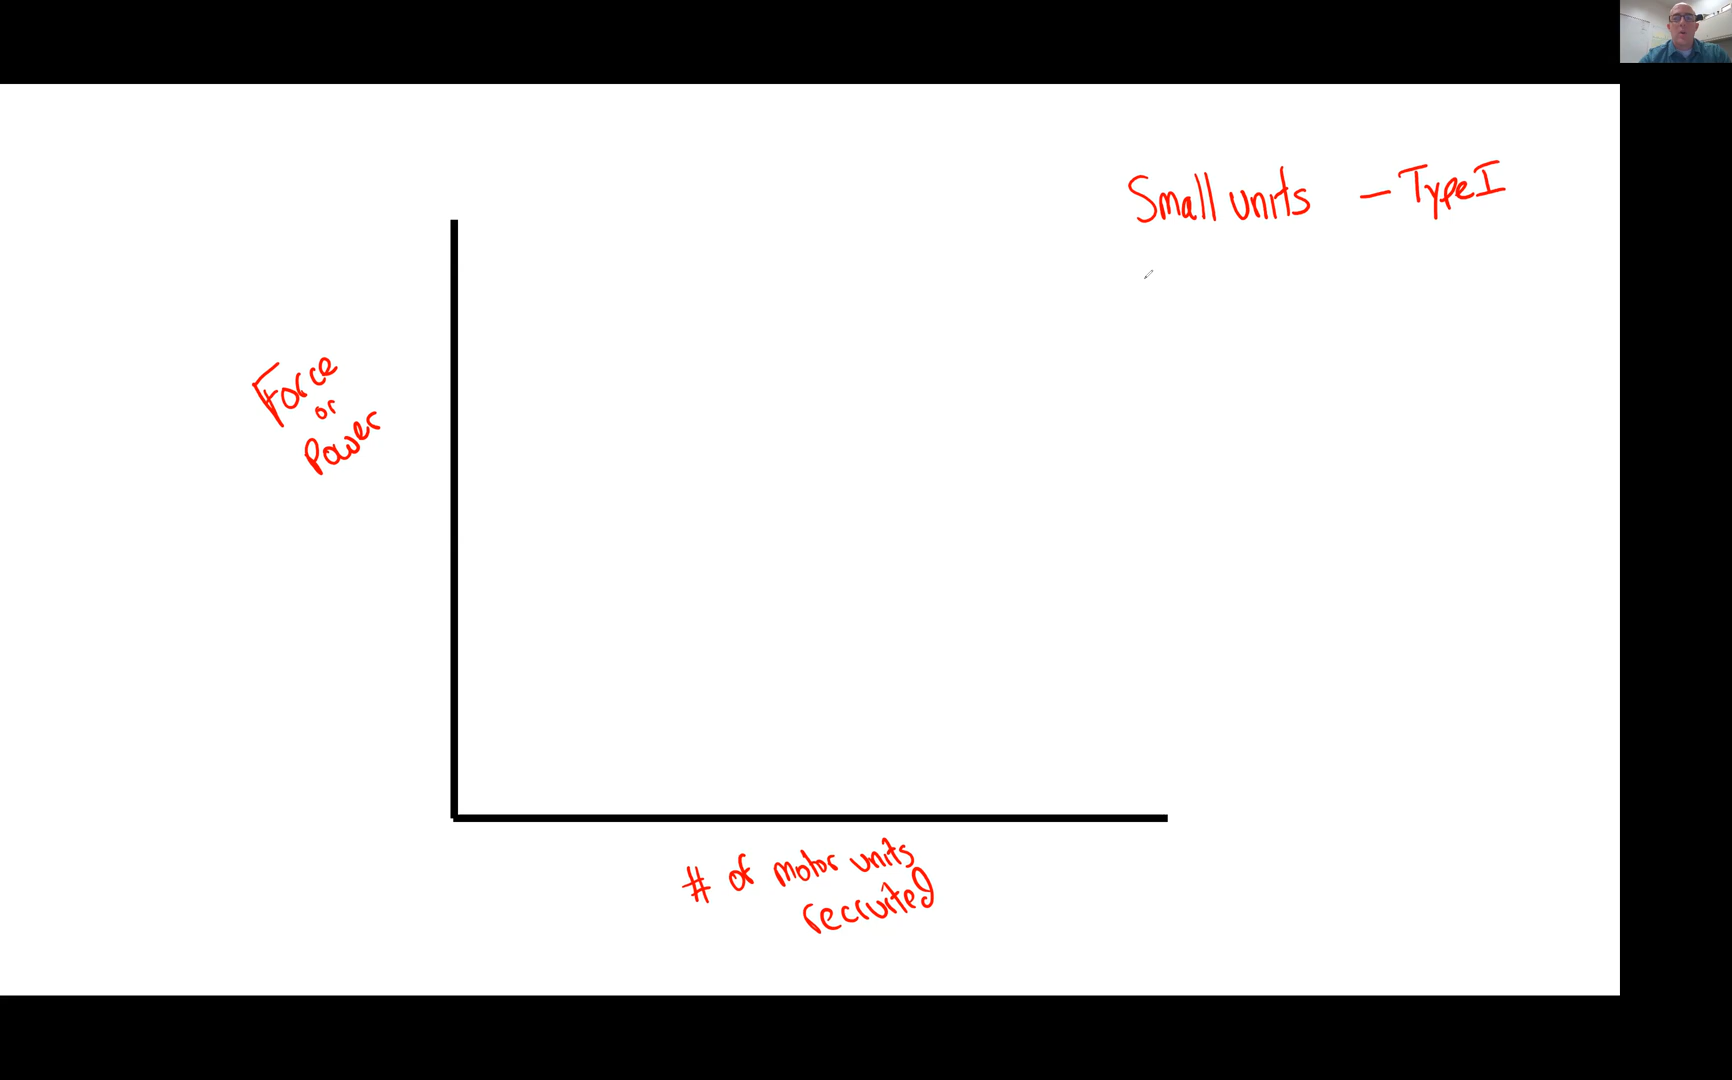 Small units – Type I
Force
or
Power
# of motor units
recruited